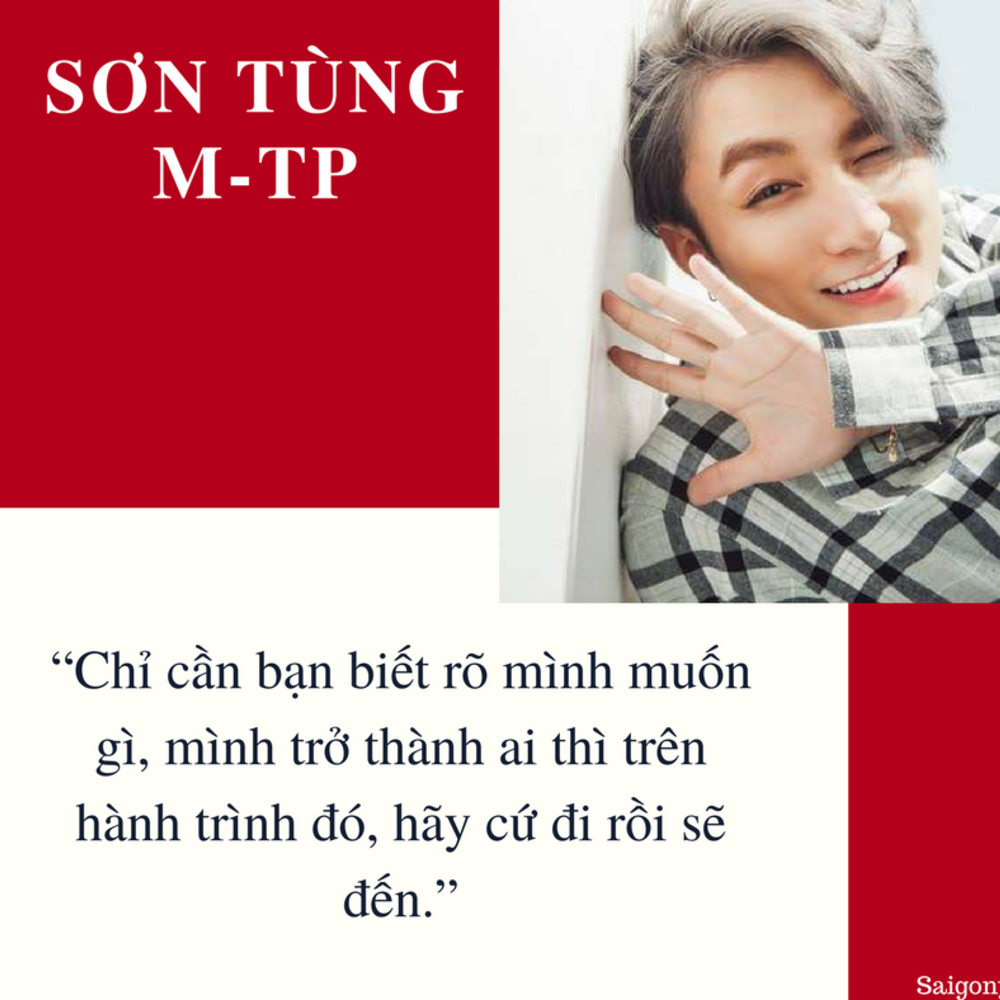 SƠN TÙNG
M-TP
“Chỉ cần bạn biết rõ mình muốn
gì, mình trở thành ai thì trên
hành trình đó, hãy cứ đi rồi sẽ
đến.”
Saigon